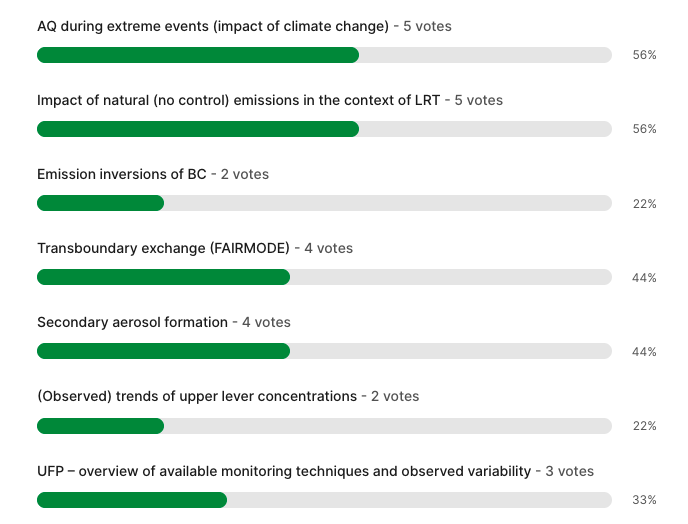 AQ during extreme events (impact of climate change) - 5 votes
56%
Impact of natural (no control) emissions in the context of LRT - 5 votes
56%
Emission inversions of BC - 2 votes
22%
Transboundary exchange (FAIRMODE) - 4 votes
44%
Secondary aerosol formation - 4 votes
44%
(Observed) trends of upper lever concentrations - 2 votes
22%
UFP – overview of available monitoring techniques and observed variability - 3 votes
33%